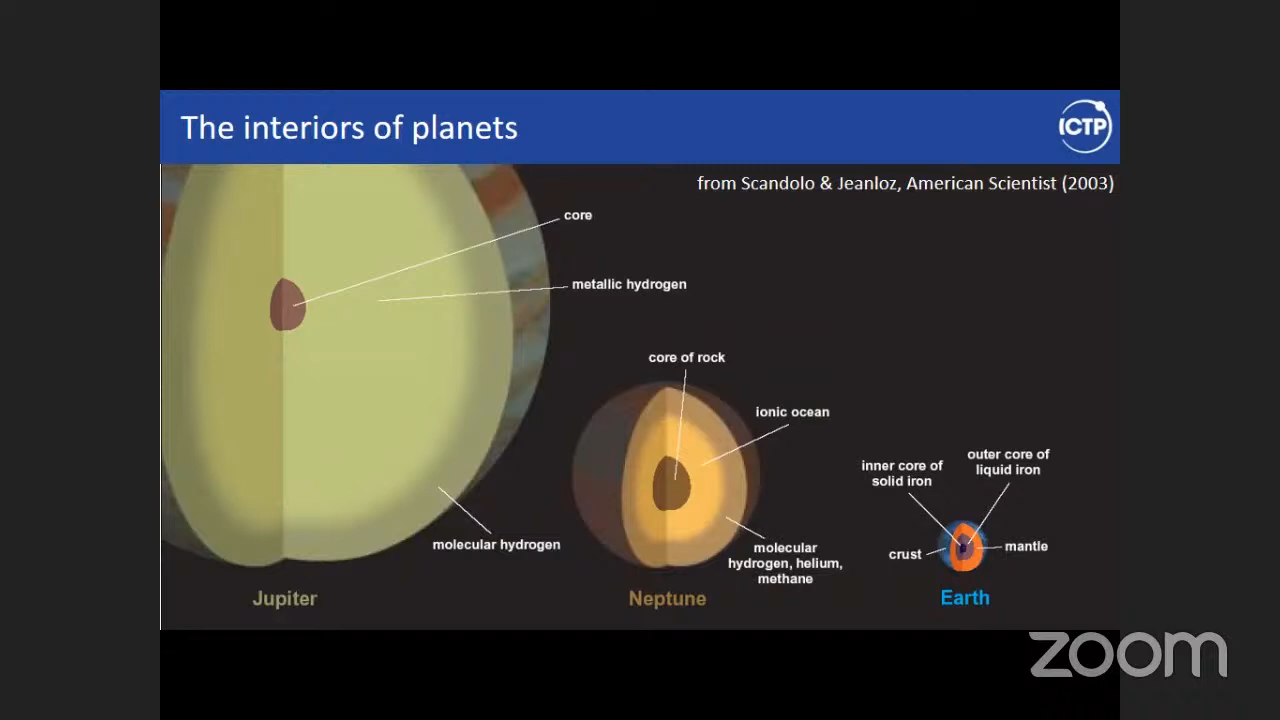 The interiors of planets
ICTP
from Scandolo & Jeanloz, American Scientist (2003)
core
metallic hydrogen
molecular hydrogen
Jupiter
core of rock
ionic ocean
molecular
hydrogen, helium,
methane
Neptune
inner core of
solid iron
outer core of
liquid iron
crust
mantle
Earth
zoom